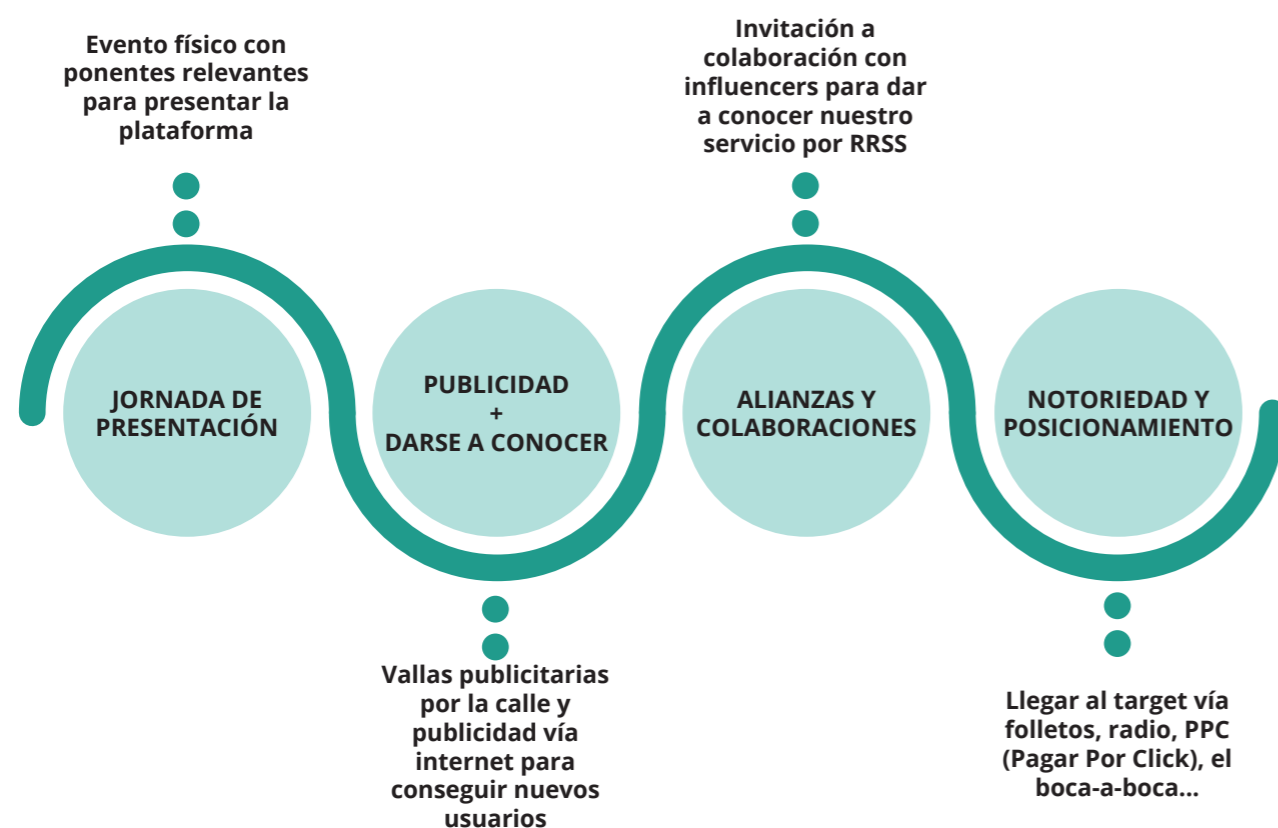 Evento físico con
ponentes relevantes
para presentar la
plataforma
JORNADA DE
PRESENTACIÓN
PUBLICIDAD
+
DARSE A CONOCER
Vallas publicitarias
por la calle y
publicidad vía
internet para
conseguir nuevos
usuarios
Invitación a
colaboración con
influencers para dar
a conocer nuestro
servicio por RRSS
ALIANZAS Y
COLABORACIONES
NOTORIEDAD Y
POSICIONAMIENTO
Llegar al target vía
folletos, radio, PPC
(Pagar Por Click), el
boca-a-boca...